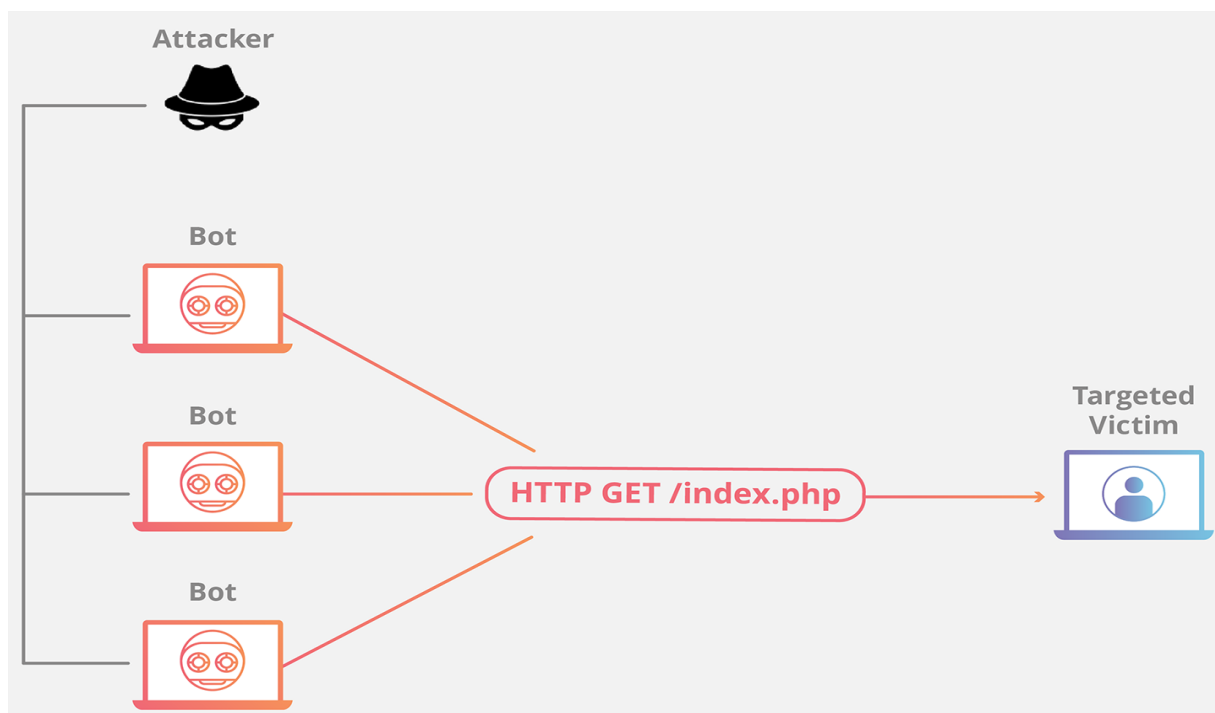 Attacker
Bot
Bot
HTTP GET /index.php
Targeted
Victim
Bot